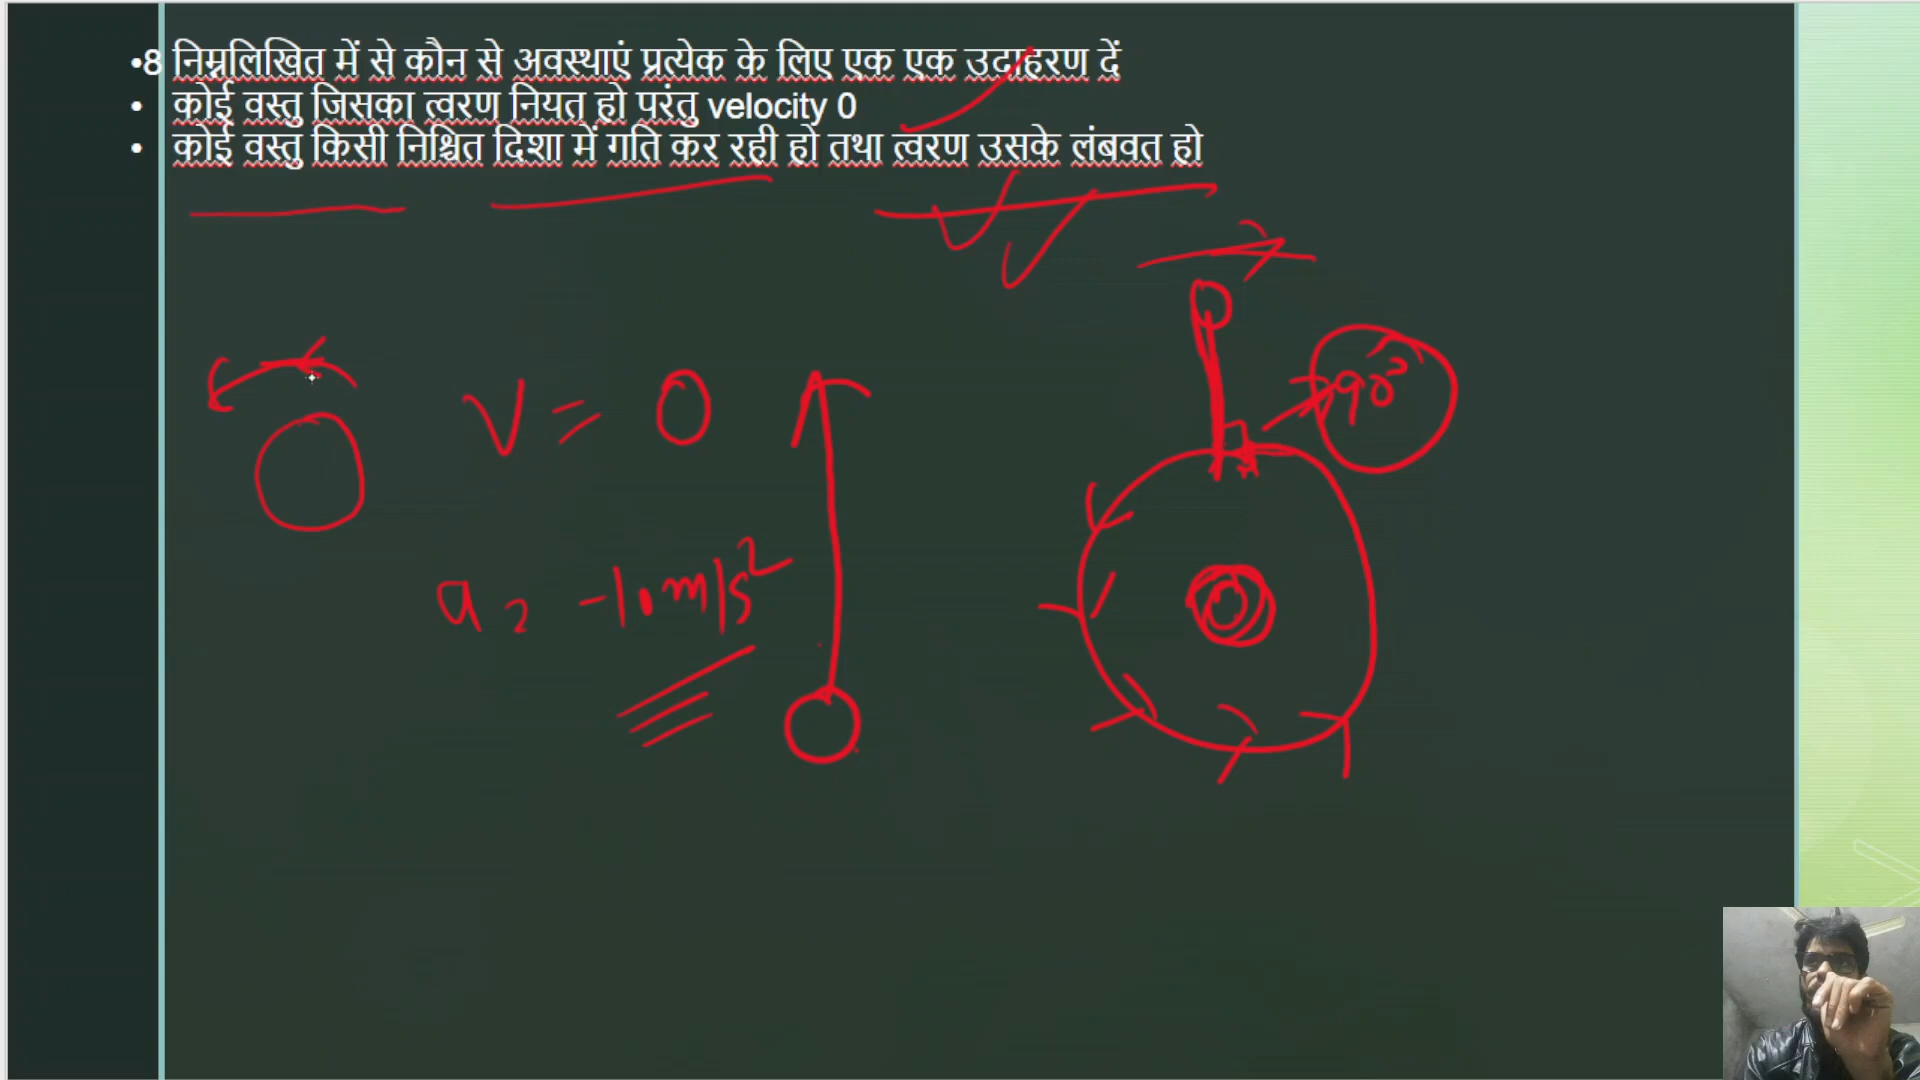 •8 निम्नलिखित में से कौन से अवस्थाएं प्रत्येक के लिए एक एक उदाहरण दें
• कोई वस्तु जिसका त्वरण नियत हो परंतु velocity 0
• कोई वस्तु किसी निश्चित दिशा में गति कर रही हो तथा त्वरण उसके लंबवत हो
V = 0
a = -10 m/s²
90°